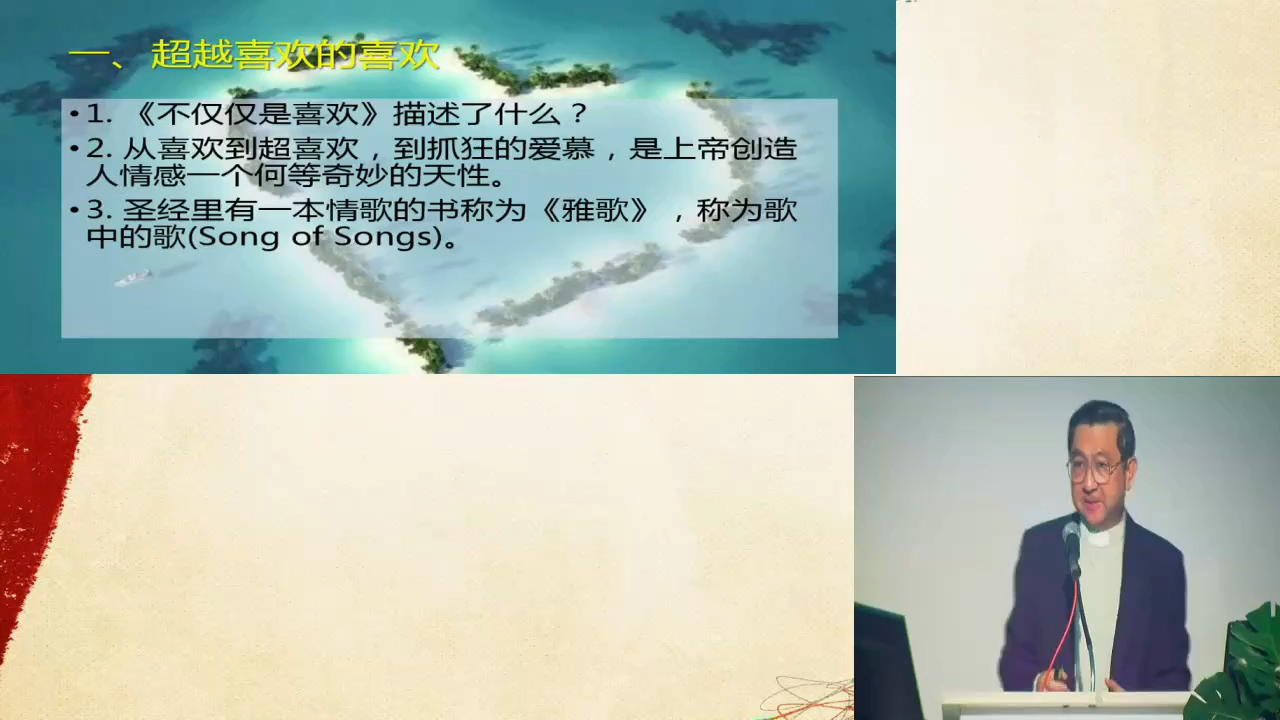 一、超越喜欢的喜欢
•1. 《不仅仅是喜欢》描述了什么？
•2. 从喜欢到超喜欢，到抓狂的爱慕，是上帝创造
人情感一个何等奇妙的天性。
•3. 圣经里有一本情歌的书称为《雅歌》，称为歌
中的歌(Song of Songs)。